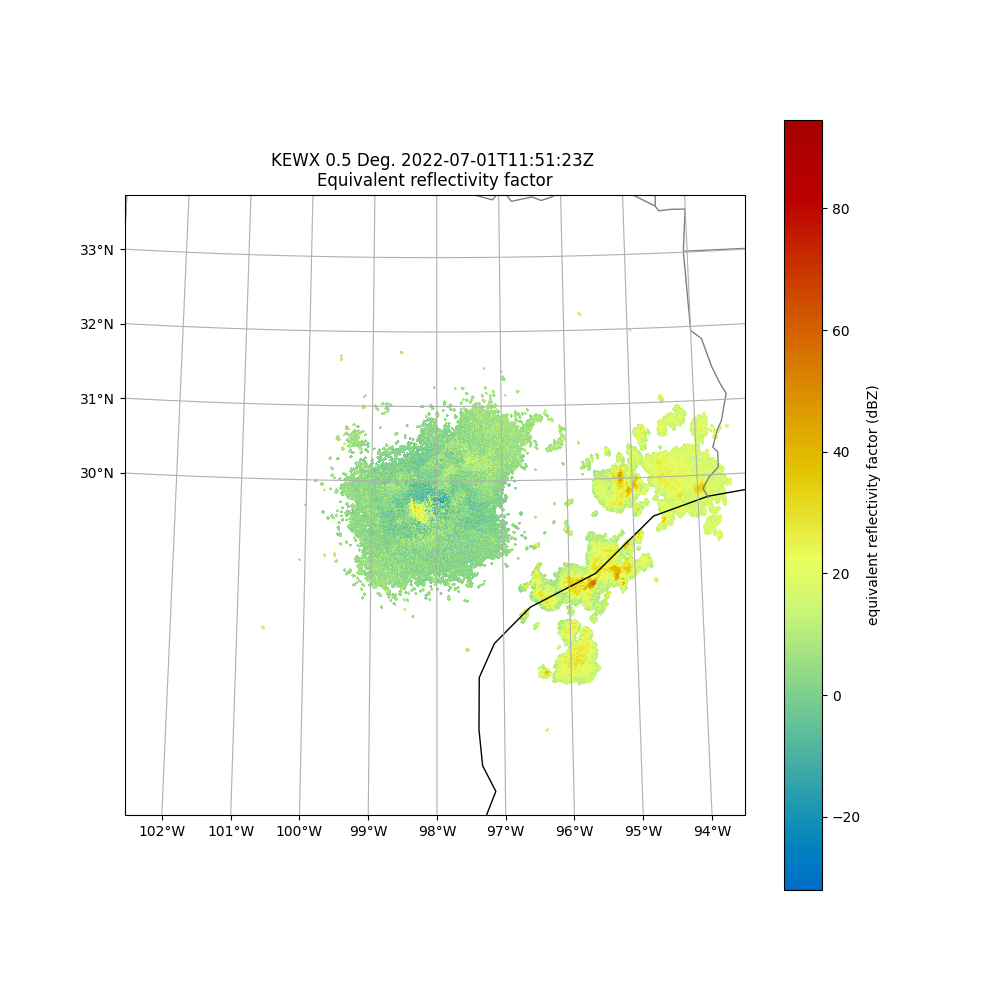 KEWX 0.5 Deg. 2022-07-01T11:51:23Z
Equivalent reflectivity factor
33°N
32°N
31°N
30°N
102°W 101°W 100°W 99°W 98°W 97°W 96°W 95°W 94°W
80
60
40
20
0
−20
equivalent reflectivity factor (dBZ)